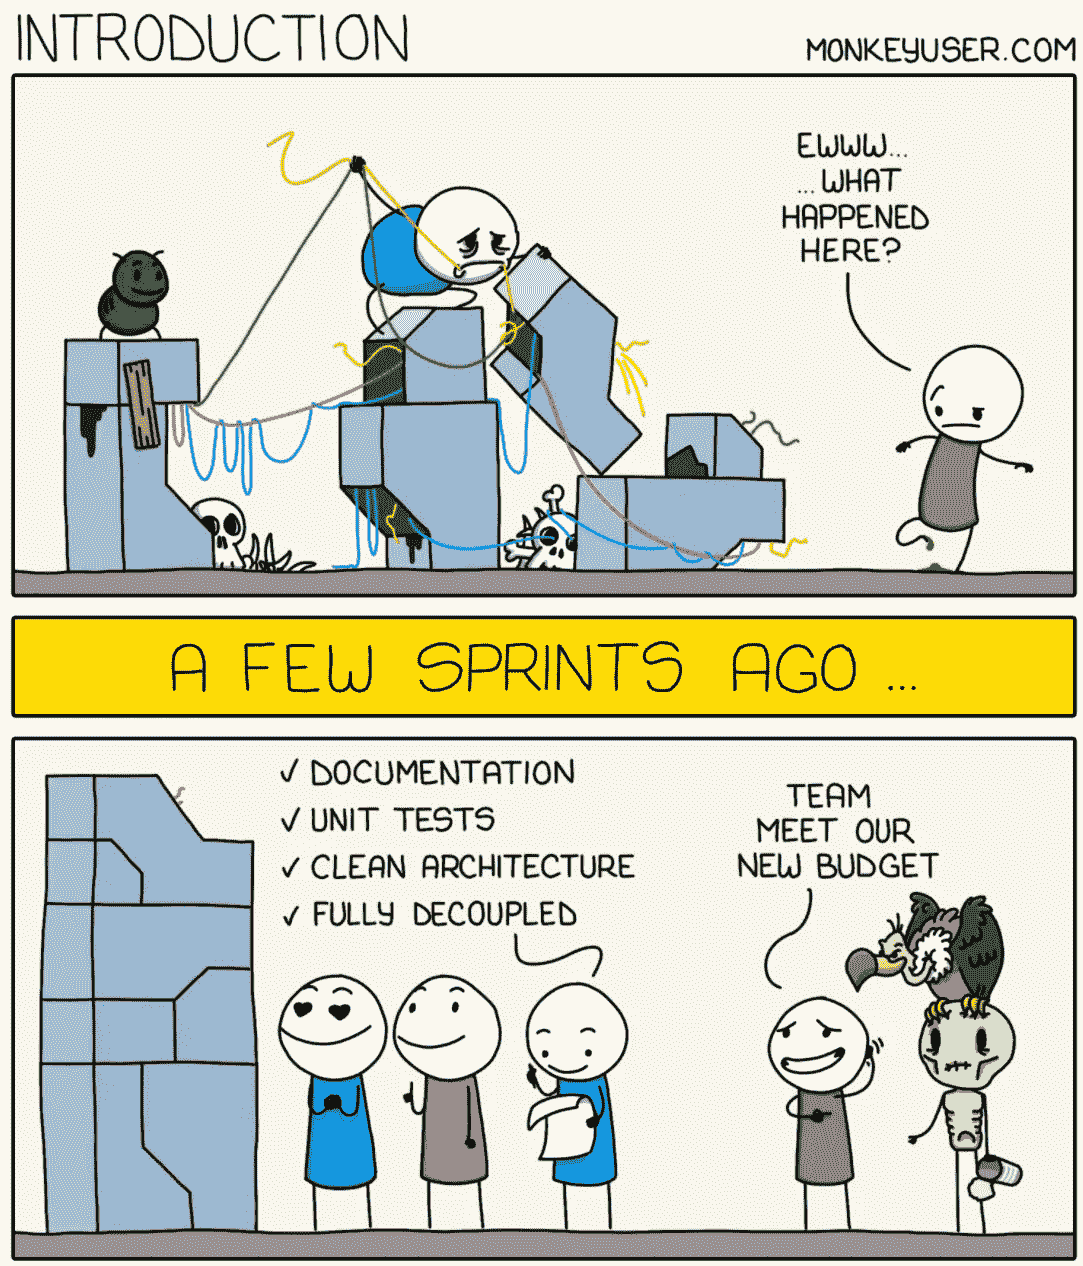 INTRODUCTION
MONKEYUSER.COM
EWWW...
...WHAT
HAPPENED
HERE?
A FEW SPRINTS AGO...
✓ DOCUMENTATION
✓ UNIT TESTS
✓ CLEAN ARCHITECTURE
✓ FULLY DECOUPLED
TEAM
MEET OUR
NEW BUDGET